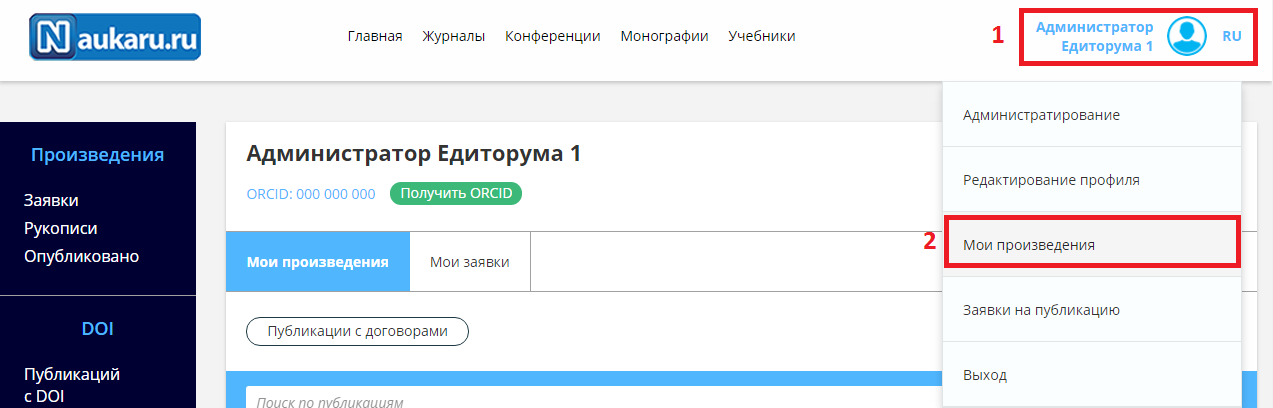 Naukaru.ru
Главная Журналы Конференции Монографии Учебники
1
Администратор
Едиторума 1
RU
Администратирование
Редактирование профиля
2
Мои произведения
Заявки на публикацию
Выход
Произведения
Заявки
Рукописи
Опубликовано
DOI
Публикаций
с DOI
Администратор Едиторума 1
ORCID: 000 000 000 Получить ORCID
Мои произведения Мои заявки
Публикации с договорами
Поиск по публикациям